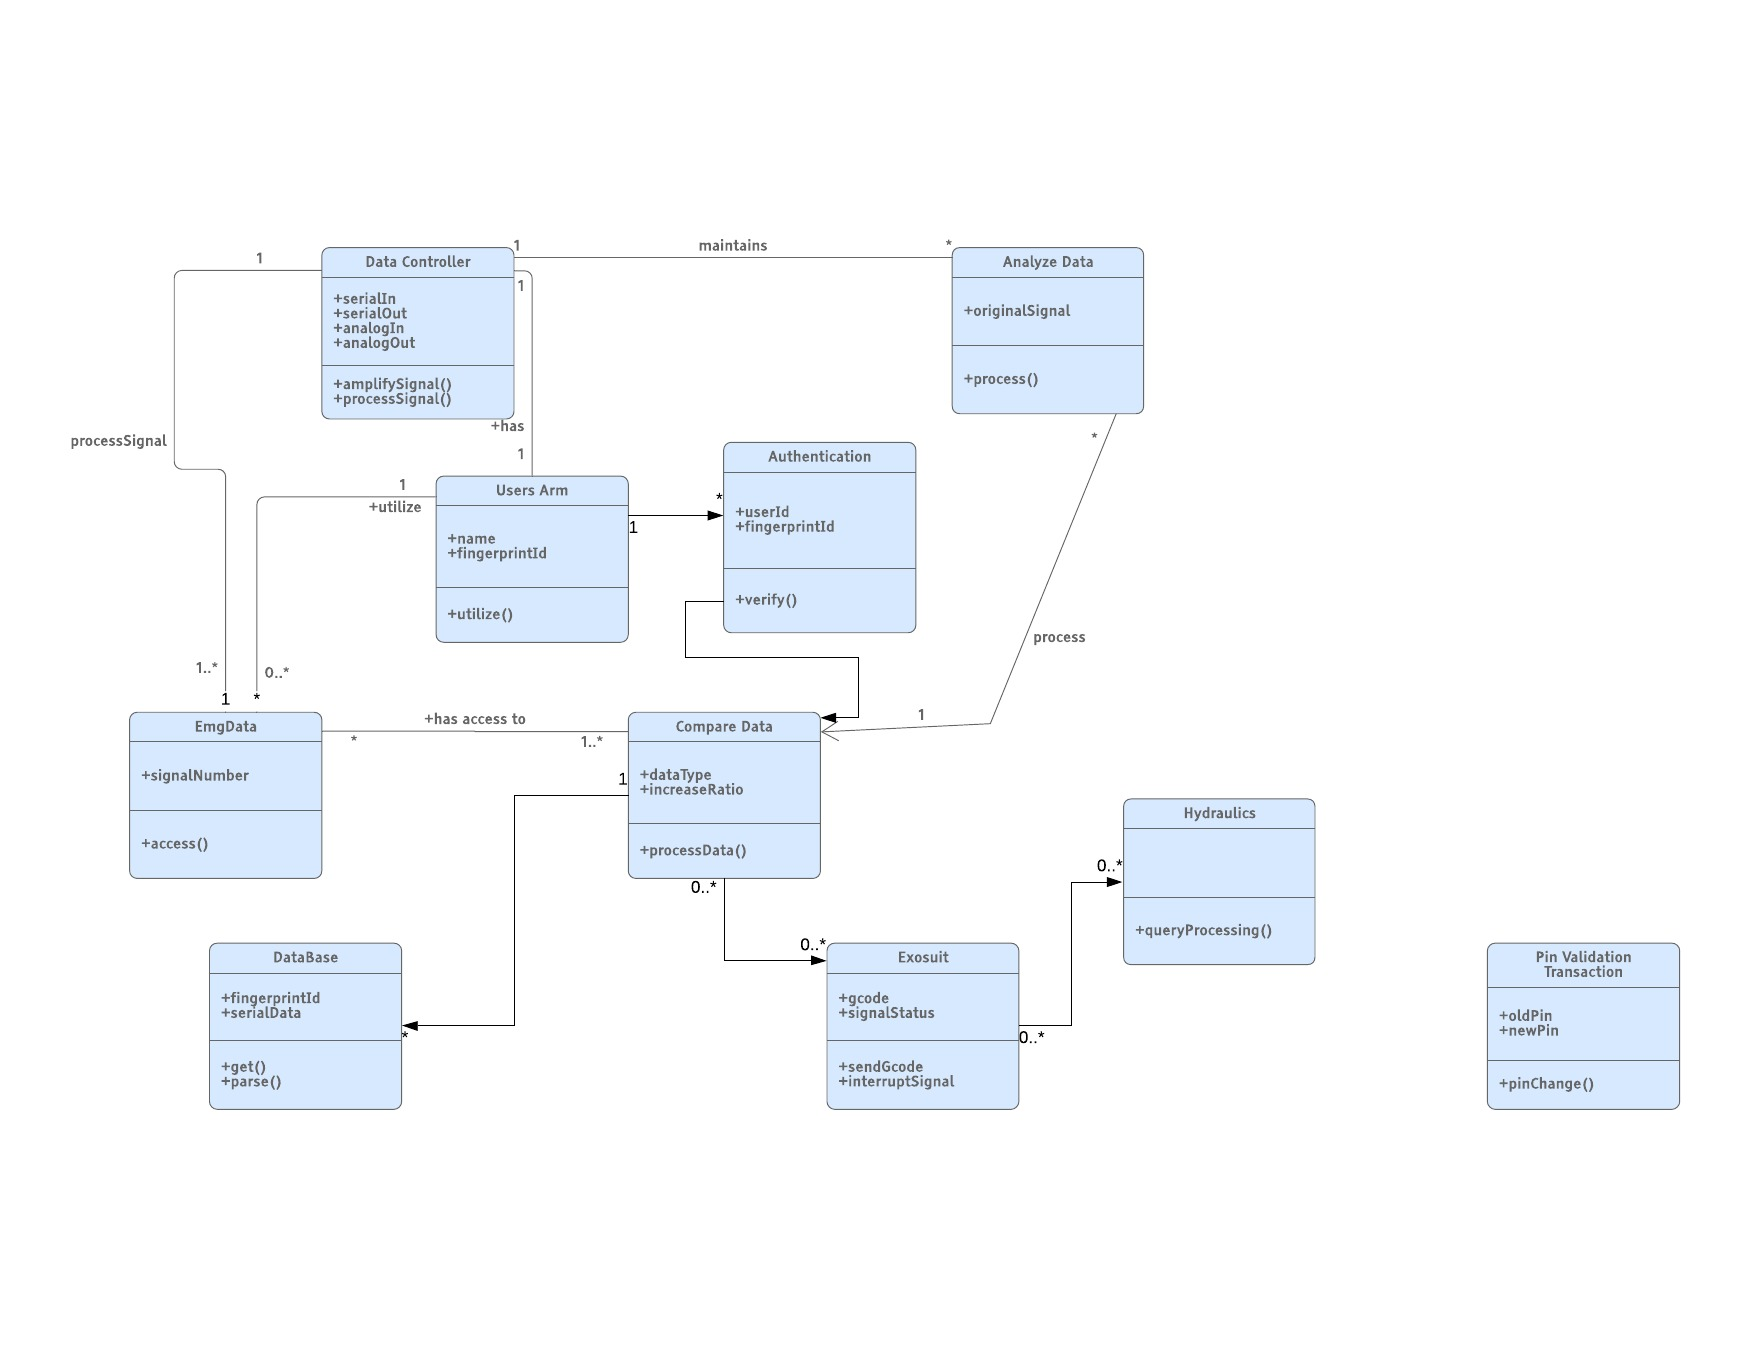 1
maintains
*
1
Data Controller
+serialIn
+serialOut
+analogIn
+analogOut
+amplifySignal()
+processSignal()
1
Analyze Data
+originalSignal
+process()
*
processSignal
+has
1
1
+utilize
Users Arm
+name
+fingerprintId
+utilize()
1
*
Authentication
+userId
+fingerprintId
+verify()
process
1..*
0..*
1
*
EmgData
+signalNumber
+access()
+has access to
*
1..*
Compare Data
+dataType
+increaseRatio
+processData()
1
1
0..*
Hydraulics
+queryProcessing()
0..*
DataBase
+fingerprintId
+serialData
+get()
+parse()
*
0..*
Exosuit
+gcode
+signalStatus
+sendGcode
+interruptSignal
0..*
Pin Validation
Transaction
+oldPin
+newPin
+pinChange()